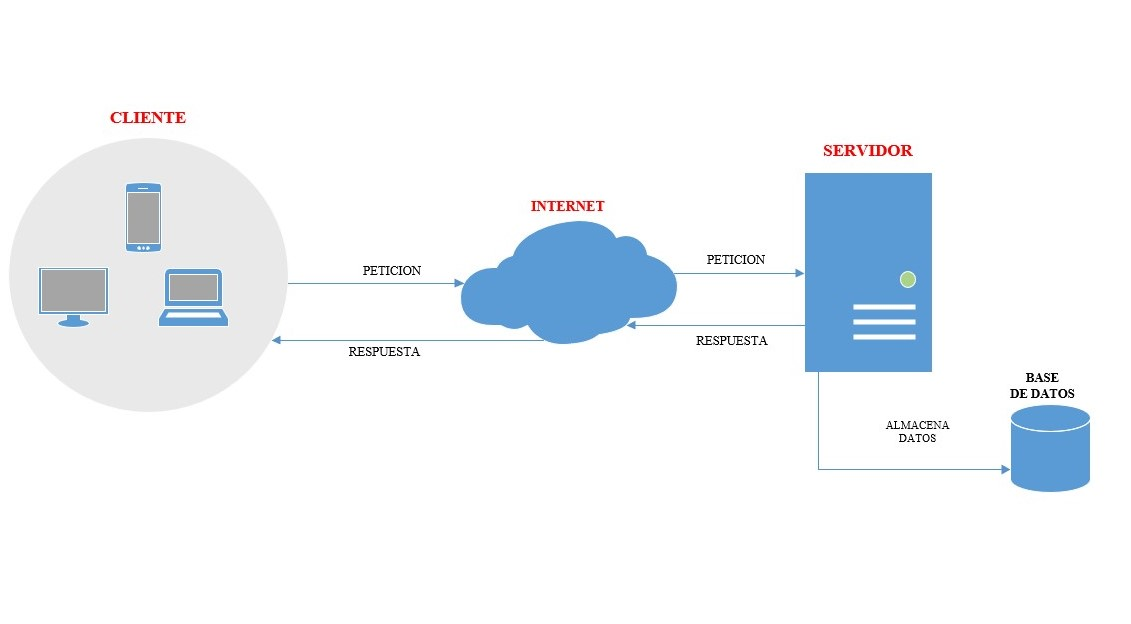 CLIENTE
SERVIDOR
INTERNET
PETICION
PETICION
RESPUESTA
RESPUESTA
BASE
DE DATOS
ALMACENA
DATOS